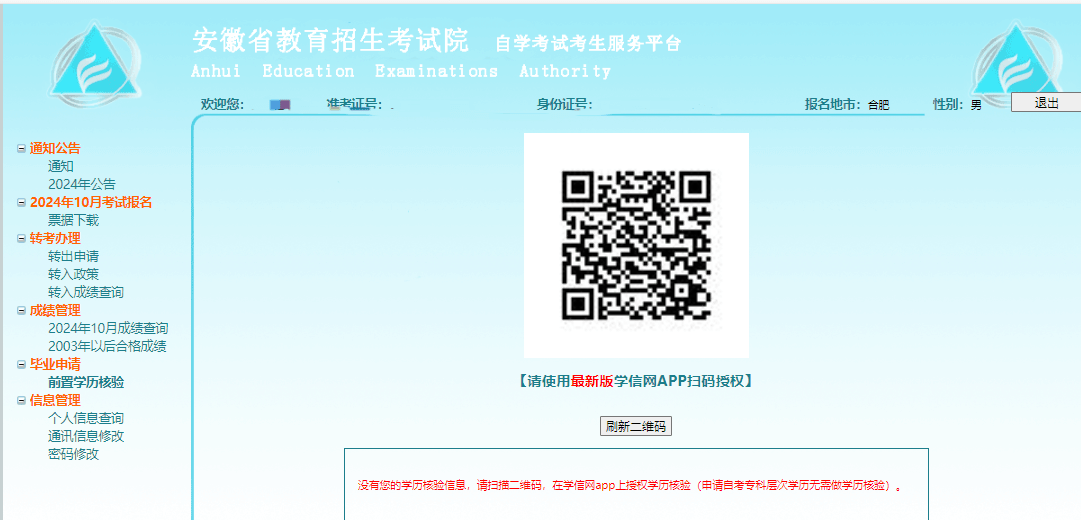 安徽省教育招生考试院 自学考试考生服务平台
Anhui Education Examinations Authority
欢迎您： 准考证号： 身份证号： 报名地市：合肥 性别：男 退出
通知公告
通知
2024年公告
2024年10月考试报名
票据下载
转考办理
转出申请
转入政策
转入成绩查询
成绩管理
2024年10月成绩查询
2003年以后合格成绩
毕业申请
前置学历核验
信息管理
个人信息查询
通讯信息修改
密码修改
【请使用最新版学信网APP扫码授权】
刷新二维码
没有您的学历核验信息，请扫描二维码，在学信网app上授权学历核验（申请自考专科层次学历无需做学历核验）。